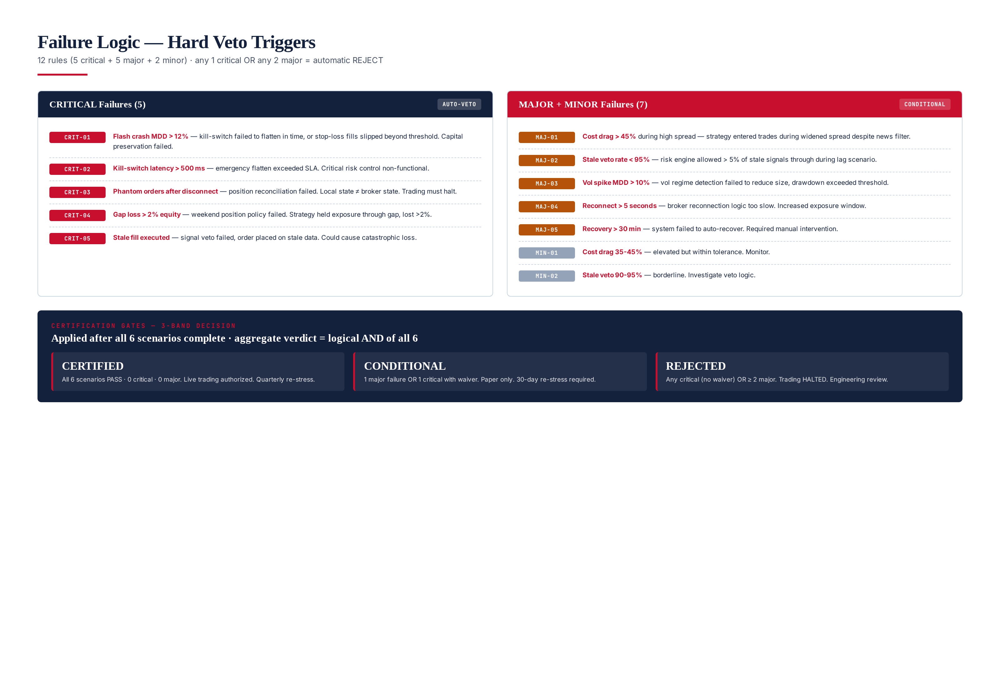 Failure Logic — Hard Veto Triggers
12 rules (5 critical + 5 major + 2 minor) · any 1 critical OR any 2 major = automatic REJECT
CRITICAL Failures (5)
AUTO-VETO
CRIT-01
Flash crash MDD > 12% — kill-switch failed to flatten in time, or stop-loss fills slipped beyond threshold. Capital
preservation failed.
CRIT-02
Kill-switch latency > 500 ms — emergency flatten exceeded SLA. Critical risk control non-functional.
CRIT-03
Phantom orders after disconnect — position reconciliation failed. Local state ≠ broker state. Trading must halt.
CRIT-04
Gap loss > 2% equity — weekend position policy failed. Strategy held exposure through gap, lost >2%.
CRIT-05
Stale fill executed — signal veto failed, order placed on stale data. Could cause catastrophic loss.
MAJOR + MINOR Failures (7)
CONDITIONAL
MAJ-01
Cost drag > 45% during high spread — strategy entered trades during widened spread despite news filter.
MAJ-02
Stale veto rate < 95% — risk engine allowed > 5% of stale signals through during lag scenario.
MAJ-03
Vol spike MDD > 10% — vol regime detection failed to reduce size, drawdown exceeded threshold.
MAJ-04
Reconnect > 5 seconds — broker reconnection logic too slow. Increased exposure window.
MAJ-05
Recovery > 30 min — system failed to auto-recover. Required manual intervention.
MIN-01
Cost drag 35-45% — elevated but within tolerance. Monitor.
MIN-02
Stale veto 90-95% — borderline. Investigate veto logic.
CERTIFICATION GATES — 3-BAND DECISION
Applied after all 6 scenarios complete · aggregate verdict = logical AND of all 6
CERTIFIED
All 6 scenarios PASS · 0 critical · 0 major. Live trading authorized. Quarterly re-stress.
CONDITIONAL
1 major failure OR 1 critical with waiver. Paper only. 30-day re-stress required.
REJECTED
Any critical (no waiver) OR ≥ 2 major. Trading HALTED. Engineering review.